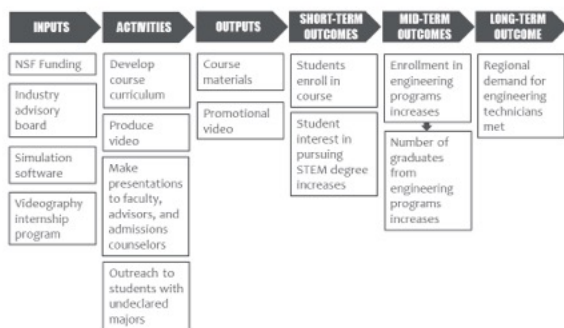 INPUTS
ACTIVITIES
OUTPUTS
SHORT-TERM
OUTCOMES
MID-TERM
OUTCOMES
LONG-TERM
OUTCOME
NSF Funding
Industry
advisory
board
Simulation
software
Videography
internship
program
Develop
course
curriculum
Produce
video
Make
presentations
to faculty,
advisors, and
admissions
counselors
Outreach to
students with
undeclared
majors
Course
materials
Promotional
video
Students
enroll in
course
Student
interest in
pursuing
STEM degree
increases
Enrollment in
engineering
programs
increases
Number of
graduates
from
engineering
programs
increases
Regional
demand for
engineering
technicians
met